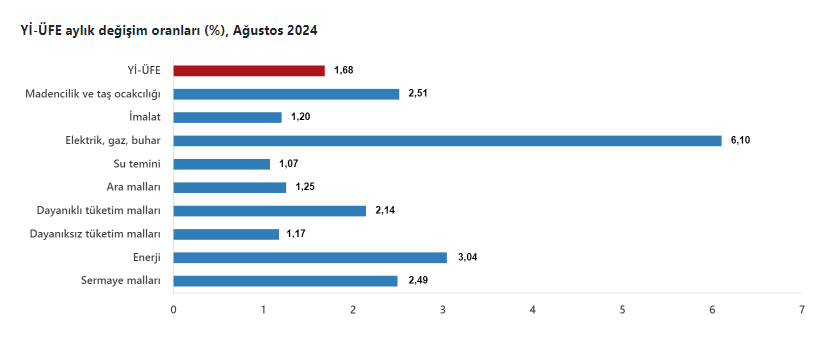 Yİ-ÜFE aylık değişim oranları (%), Ağustos 2024
Yİ-ÜFE 1,68
Madencilik ve taş ocakcılığı 2,51
İmalat 1,20
Elektrik, gaz, buhar 6,10
Su temini 1,07
Ara malları 1,25
Dayanıklı tüketim malları 2,14
Dayanıksız tüketim malları 1,17
Enerji 3,04
Sermaye malları 2,49
0 1 2 3 4 5 6 7